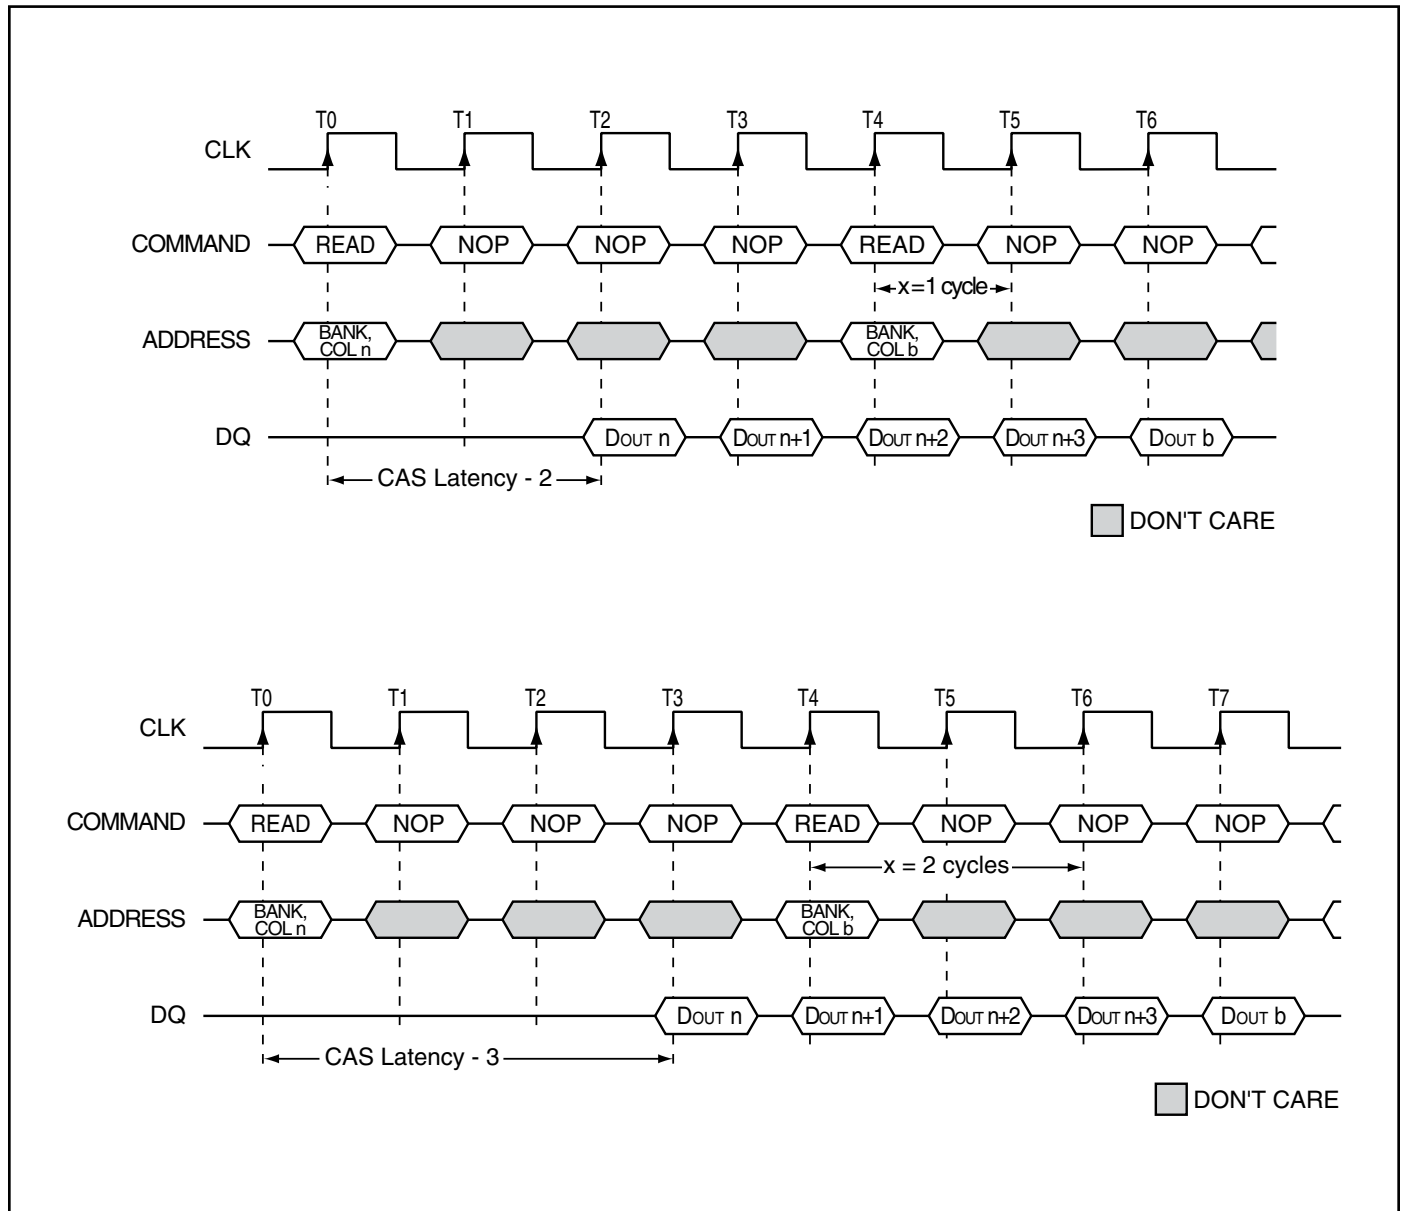 T0 T1 T2 T3 T4 T5 T6
CLK
COMMAND READ NOP NOP NOP READ NOP NOP
x=1 cycle
ADDRESS BANK, COL n BANK, COL b
DQ DOUT n DOUT n+1 DOUT n+2 DOUT n+3 DOUT b
CAS Latency - 2
DON'T CARE
T0 T1 T2 T3 T4 T5 T6 T7
CLK
COMMAND READ NOP NOP NOP READ NOP NOP NOP
x = 2 cycles
ADDRESS BANK, COL n BANK, COL b
DQ DOUT n DOUT n+1 DOUT n+2 DOUT n+3 DOUT b
CAS Latency - 3
DON'T CARE